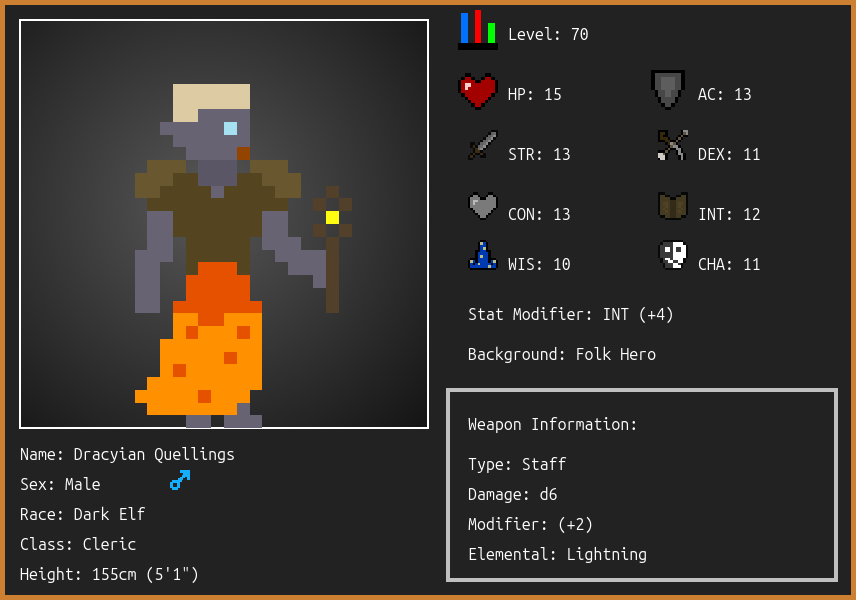 Level: 70
HP: 15
AC: 13
STR: 13
DEX: 11
CON: 13
INT: 12
WIS: 10
CHA: 11
Stat Modifier: INT (+4)
Background: Folk Hero
Weapon Information:
Type: Staff
Damage: d6
Modifier: (+2)
Elemental: Lightning
Name: Dracyian Quellings
Sex: Male
Race: Dark Elf
Class: Cleric
Height: 155cm (5'1")